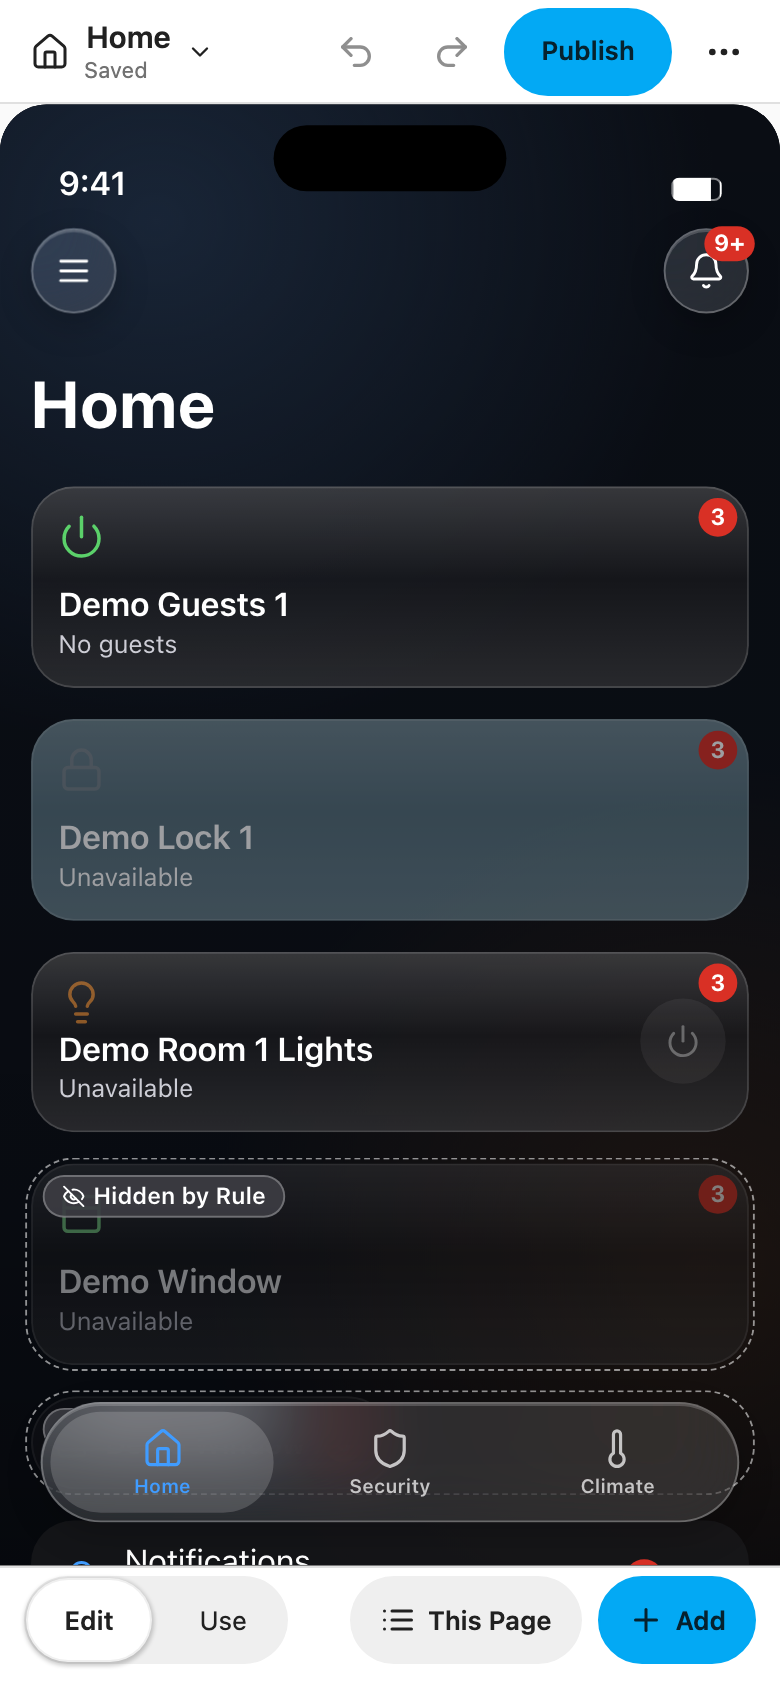 Home
Saved
Publish
9:41
9+
Home
3
Demo Guests 1
No guests
3
Demo Lock 1
Unavailable
3
Demo Room 1 Lights
Unavailable
Hidden by Rule
3
Demo Window
Unavailable
Home
Security
Climate
Notifications
Edit
Use
This Page
Add